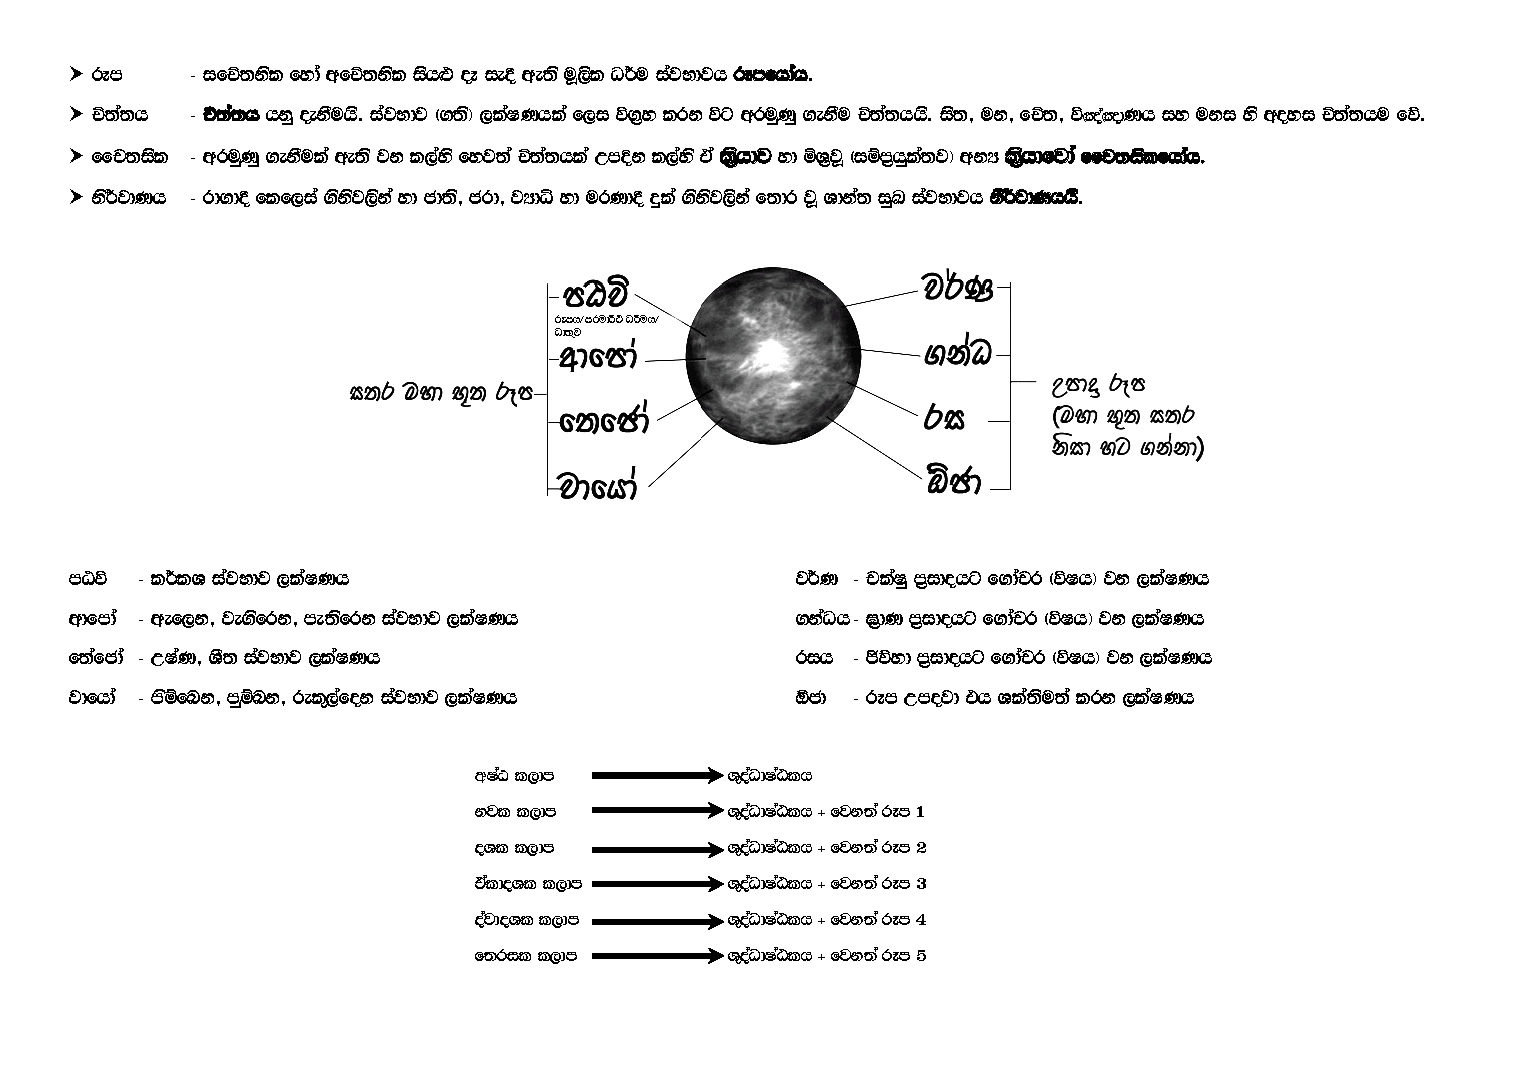 ➤ රූප - සචේතනික හෝ අචේතනික සියළු දෑ සැදී ඇති මූලික ධර්ම ස්වභාවය රූපයෝය.
➤ චිත්තය - චිත්තය යනු දැනීමයි. ස්වභාව (ගති) ලක්ෂණයක් ලෙස විග්‍රහ කරන විට අරමුණු ගැනීම චිත්තයයි. සිත, මන, චේත, විඤ්ඤාණය සහ මනස හි අදහස චිත්තයම වේ.
➤ චෛතසික - අරමුණු ගැනීමක් ඇති වන කල්හි හෙවත් චිත්තයක් උපදින කල්හි ඒ ක්‍රියාව හා මිශ්‍රවූ (සම්ප්‍රයුක්තව) අන්‍ය ක්‍රියාවෝ චෛතසිකයෝය.
➤ නිර්වාණය - රාගාදී කෙලෙස් ගිනිවලින් හා ජාති, ජරා, ව්‍යාධි හා මරණාදී දුක් ගිනිවලින් තොර වූ ශාන්ත සුඛ ස්වභාවය නිර්වාණයයි.
පඨවි
රූපය/පරමාර්ථ ධර්මය/
ධාතුව
ආපෝ
තෙජෝ
වායෝ
සතර මහා භූත රූප
වර්ණ
ගන්ධ
රස
ඕජා
උපාදා රූප
(මහා භූත සතර
නිසා හට ගන්නා)
පඨවි - කර්කශ ස්වභාව ලක්ෂණය
ආපෝ - ඇලෙන, වැගිරෙන, පැතිරෙන ස්වභාව ලක්ෂණය
තේජෝ - උෂ්ණ, ශීත ස්වභාව ලක්ෂණය
වායෝ - පිම්බෙන, පුම්බන, රුකුල්දෙන ස්වභාව ලක්ෂණය
වර්ණ - චක්ෂු ප්‍රසාදයට ගෝචර (විෂය) වන ලක්ෂණය
ගන්ධය - ඝ්‍රාණ ප්‍රසාදයට ගෝචර (විෂය) වන ලක්ෂණය
රසය - ජිව්හා ප්‍රසාදයට ගෝචර (විෂය) වන ලක්ෂණය
ඕජා - රූප උපදවා එය ශක්තිමත් කරන ලක්ෂණය
අෂ්ඨ කලාප ශුද්ධාෂ්ඨකය
නවක කලාප ශුද්ධාෂ්ඨකය + වෙනත් රූප 1
දශක කලාප ශුද්ධාෂ්ඨකය + වෙනත් රූප 2
ඒකාදශක කලාප ශුද්ධාෂ්ඨකය + වෙනත් රූප 3
ද්වාදශක කලාප ශුද්ධාෂ්ඨකය + වෙනත් රූප 4
තෙරසක කලාප ශුද්ධාෂ්ඨකය + වෙනත් රූප 5